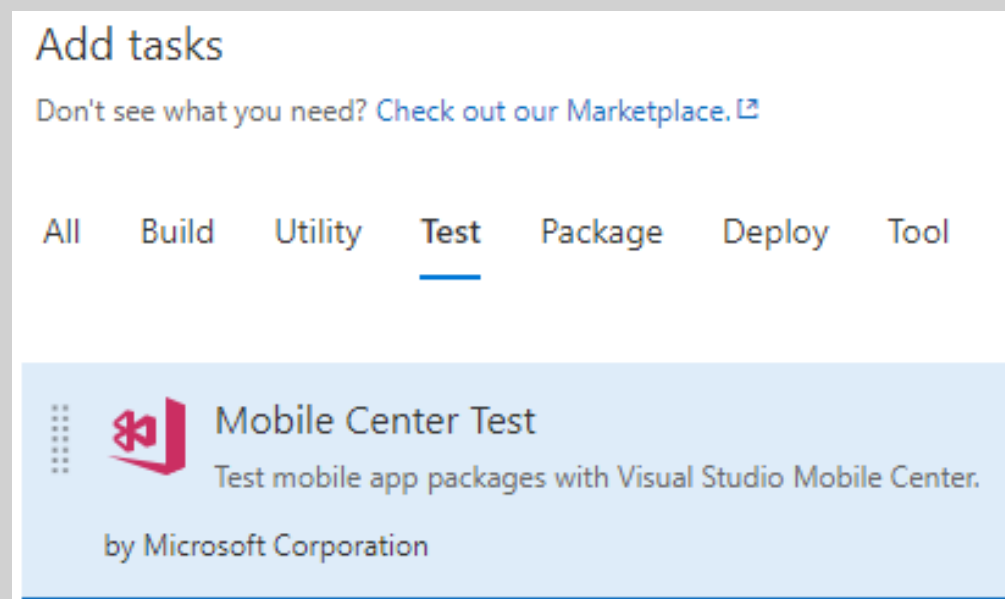 Add tasks
Don't see what you need? Check out our Marketplace.
All Build Utility Test Package Deploy Tool
Mobile Center Test
Test mobile app packages with Visual Studio Mobile Center.
by Microsoft Corporation